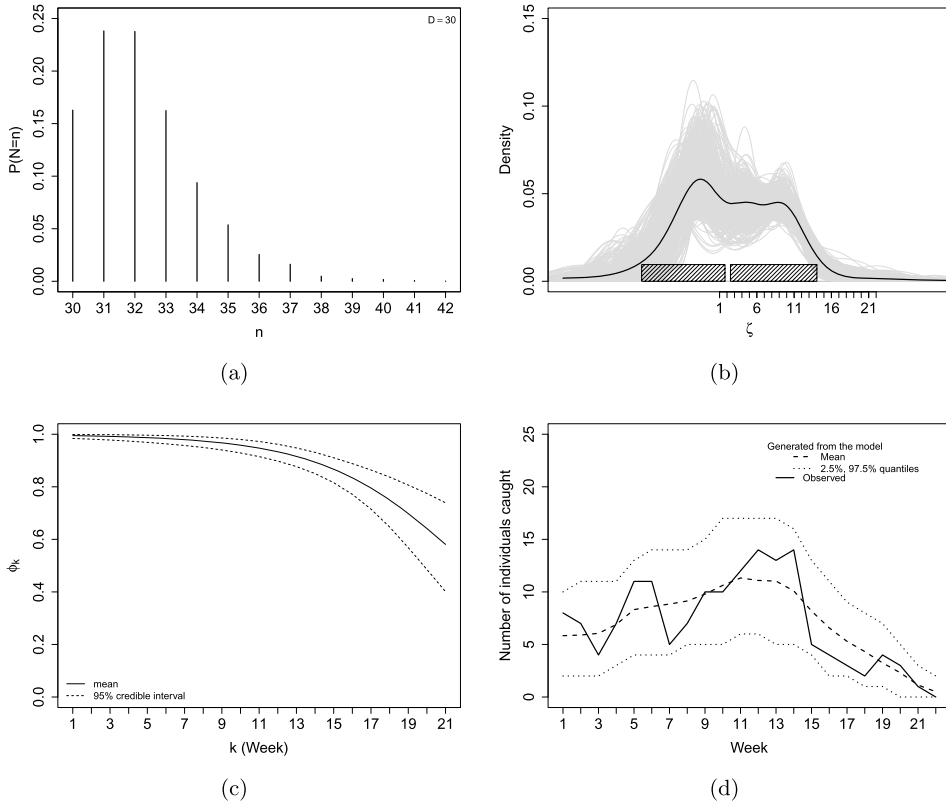 D = 30
P(N=n)
0.00 0.05 0.10 0.15 0.20 0.25
30 31 32 33 34 35 36 37 38 39 40 41 42
n
(a)
Density
0.00 0.05 0.10 0.15
1 6 11 16 21
ζ
(b)
ϕk
0.0 0.2 0.4 0.6 0.8 1.0
mean
95% credible interval
1 3 5 7 9 11 13 15 17 19 21
k (Week)
(c)
Number of individuals caught
0 5 10 15 20 25
Generated from the model
Mean
2.5%, 97.5% quantiles
Observed
1 3 5 7 9 11 13 15 17 19 21
Week
(d)